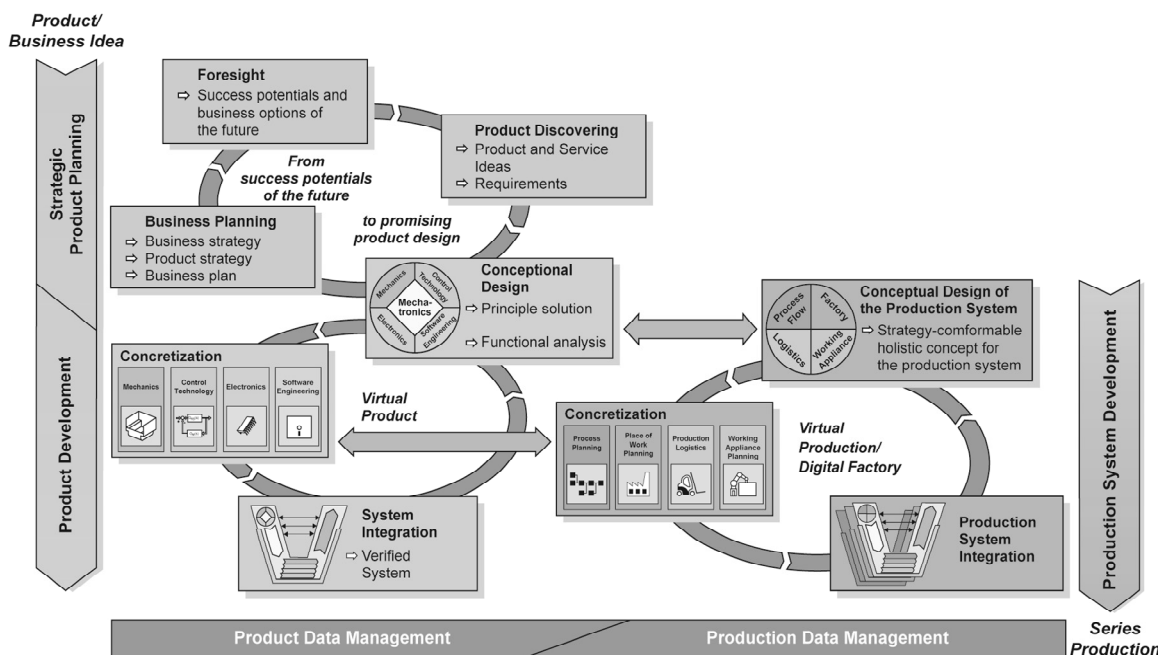 Product/
Business Idea
Strategic
Product Planning
Product Development
Foresight
⇨ Success potentials and
business options of
the future
Product Discovering
⇨ Product and Service
Ideas
⇨ Requirements
From
success potentials
of the future
Business Planning
⇨ Business strategy
⇨ Product strategy
⇨ Business plan
to promising
product design
Mechanics
Control
Technology
Mecha-
tronics
Electronics
Software
Engineering
Conceptional
Design
⇨ Principle solution
⇨ Functional analysis
Process
Flow
Factory
Logistics
Working
Appliance
Conceptual Design of
the Production System
⇨ Strategy-comformable
holistic concept for
the production system
Concretization
Mechanics
Control
Technology
Electronics
Software
Engineering
Virtual
Product
Concretization
Process
Planning
Place of
Work
Planning
Production
Logistics
Working
Appliance
Planning
Virtual
Production/
Digital Factory
System
Integration
⇨ Verified
System
Production
System
Integration
Production System Development
Product Data Management
Production Data Management
Series
Production